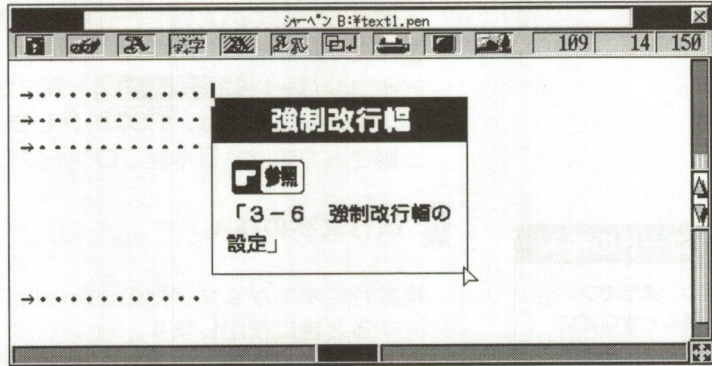 シャーペン B:¥text1.pen
109 14 150
強制改行幅
参照
「3-6 強制改行幅の
設定」